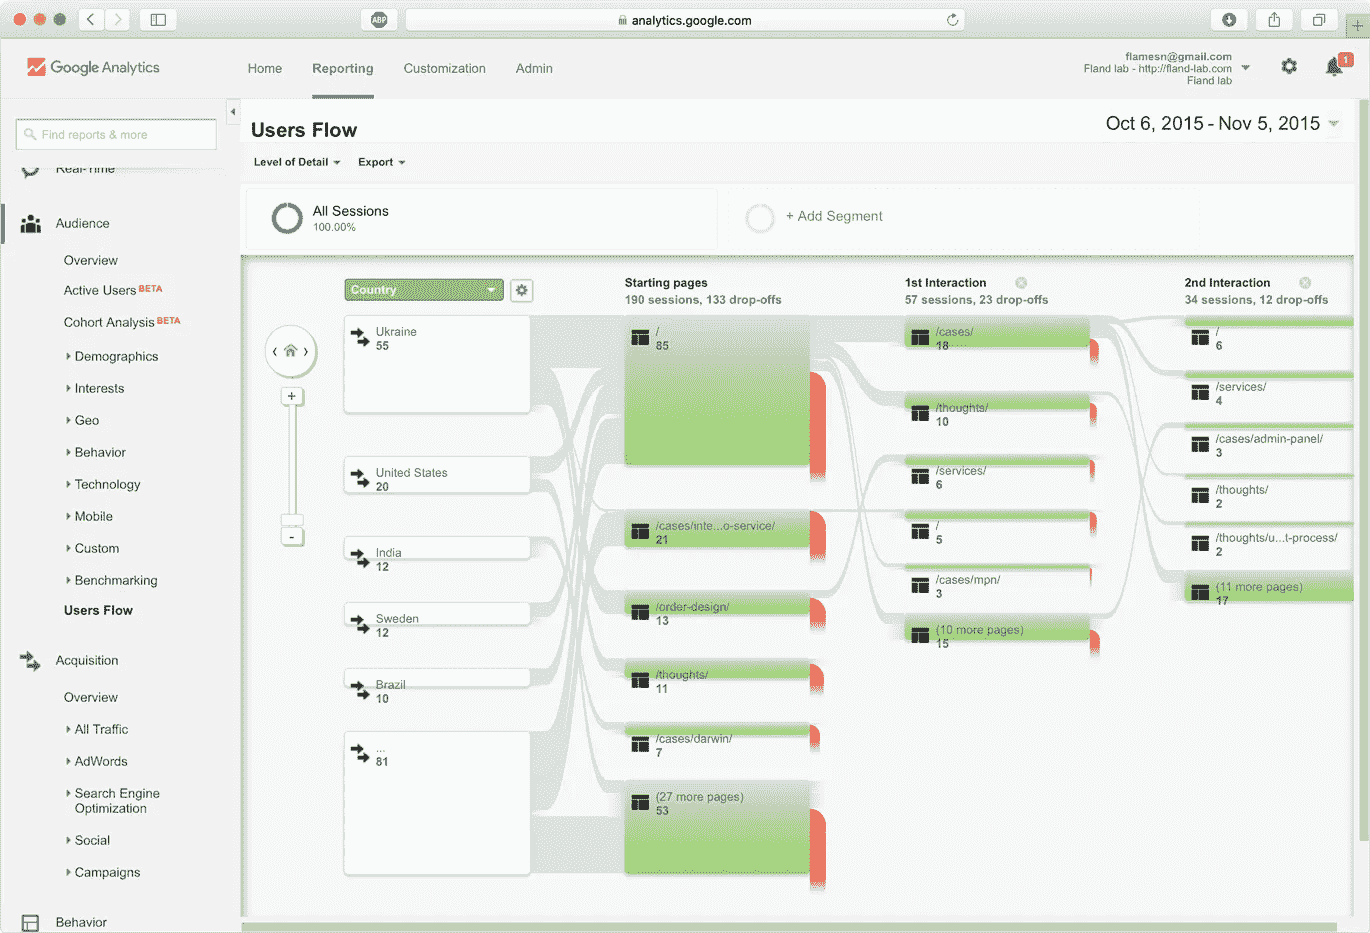 ABP
analytics.google.com
Google Analytics
Home
Reporting
Customization
Admin
flamesn@gmail.com
Fland lab - http://fland-lab.com
Fland lab
1
Find reports & more
Real-Time
Audience
Overview
Active Users BETA
Cohort Analysis BETA
Demographics
Interests
Geo
Behavior
Technology
Mobile
Custom
Benchmarking
Users Flow
Acquisition
Overview
All Traffic
AdWords
Search Engine
Optimization
Social
Campaigns
Behavior
Users Flow
Oct 6, 2015 - Nov 5, 2015
Level of Detail
Export
All Sessions
100.00%
+ Add Segment
Country
+
-
Ukraine
55
United States
20
India
12
Sweden
12
Brazil
10
...
81
Starting pages
190 sessions, 133 drop-offs
/
85
/cases/inte...o-service/
21
/order-design/
13
/thoughts/
11
/cases/darwin/
7
(27 more pages)
53
1st Interaction
57 sessions, 23 drop-offs
/cases/
18
/thoughts/
10
/services/
6
/
5
/cases/mpn/
3
(10 more pages)
15
2nd Interaction
34 sessions, 12 drop-offs
/
6
/services/
4
/cases/admin-panel/
3
/thoughts/
2
/thoughts/u...t-process/
2
(11 more pages)
17